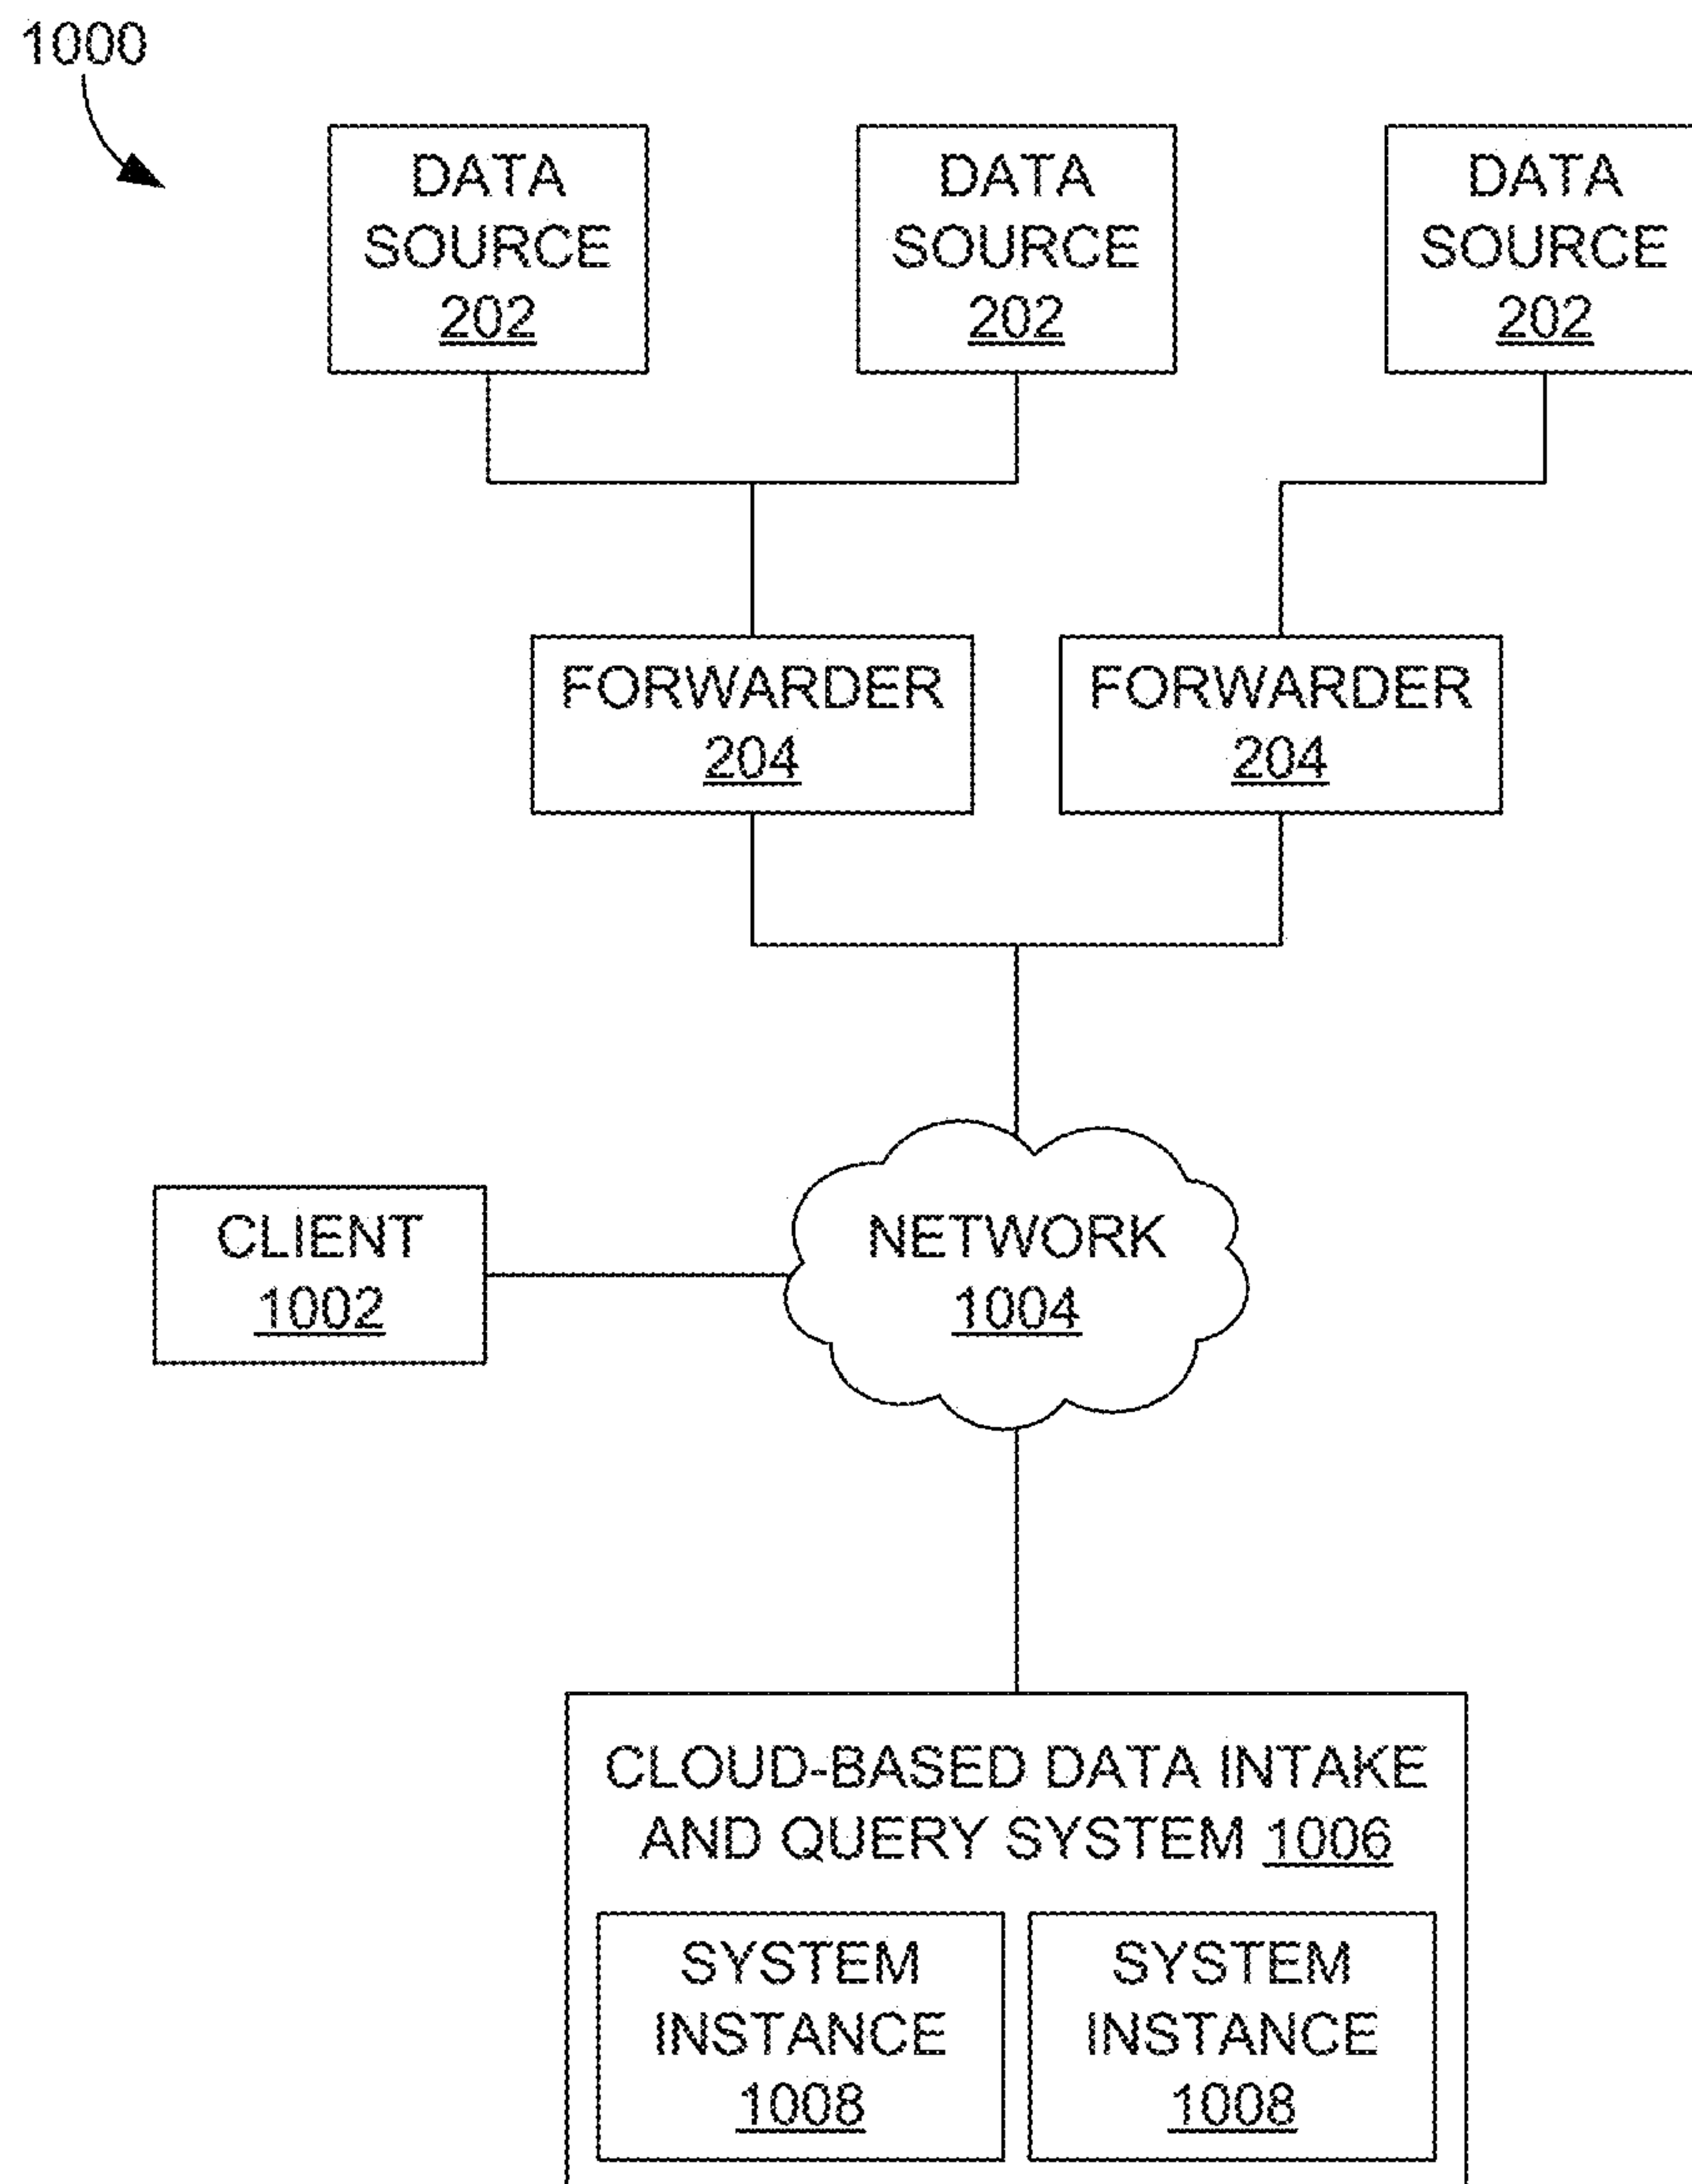 1000
DATA
SOURCE
202
DATA
SOURCE
202
DATA
SOURCE
202
FORWARDER
204
FORWARDER
204
CLIENT
1002
NETWORK
1004
CLOUD-BASED DATA INTAKE
AND QUERY SYSTEM 1006
SYSTEM
INSTANCE
1008
SYSTEM
INSTANCE
1008